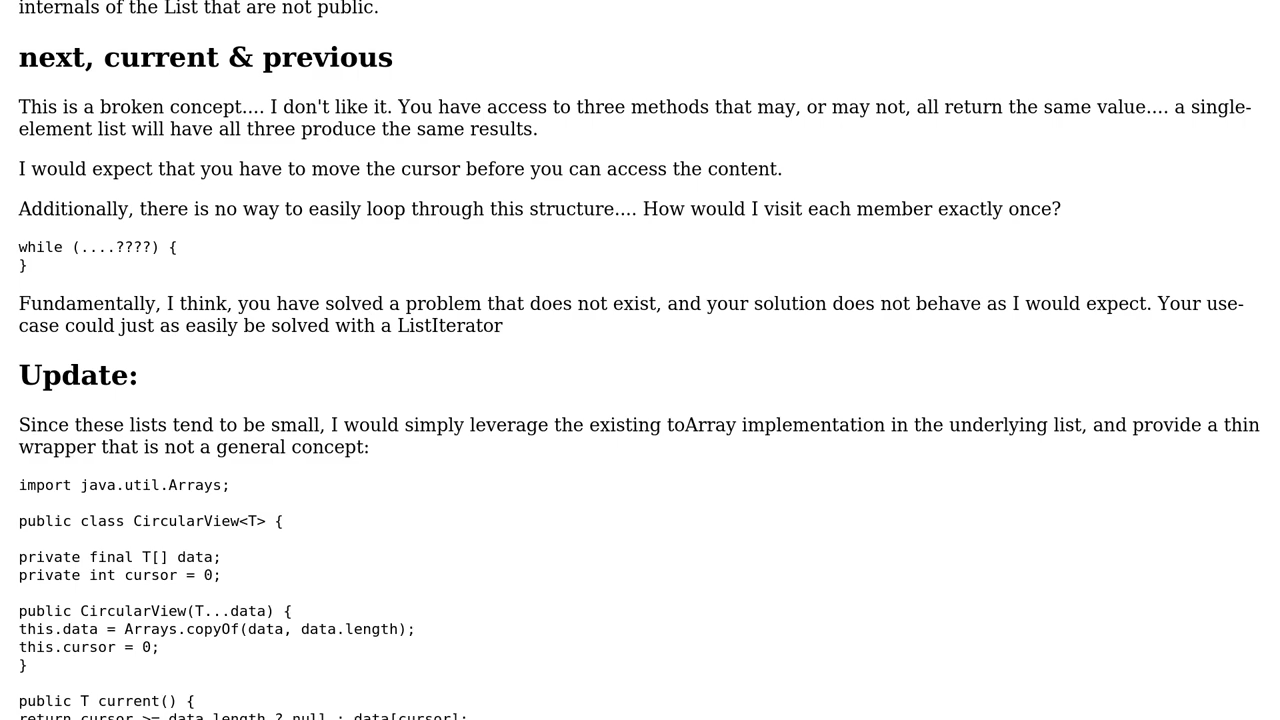 internals of the List that are not public.
next, current & previous
This is a broken concept.... I don't like it. You have access to three methods that may, or may not, all return the same value.... a single-
element list will have all three produce the same results.
I would expect that you have to move the cursor before you can access the content.
Additionally, there is no way to easily loop through this structure.... How would I visit each member exactly once?
while (....????) {
}
Fundamentally, I think, you have solved a problem that does not exist, and your solution does not behave as I would expect. Your use-
case could just as easily be solved with a ListIterator
Update:
Since these lists tend to be small, I would simply leverage the existing toArray implementation in the underlying list, and provide a thin
wrapper that is not a general concept:
import java.util.Arrays;
public class CircularView<T> {
private final T[] data;
private int cursor = 0;
public CircularView(T...data) {
this.data = Arrays.copyOf(data, data.length);
this.cursor = 0;
}
public T current() {
return cursor >= data.length ? null : data[cursor];